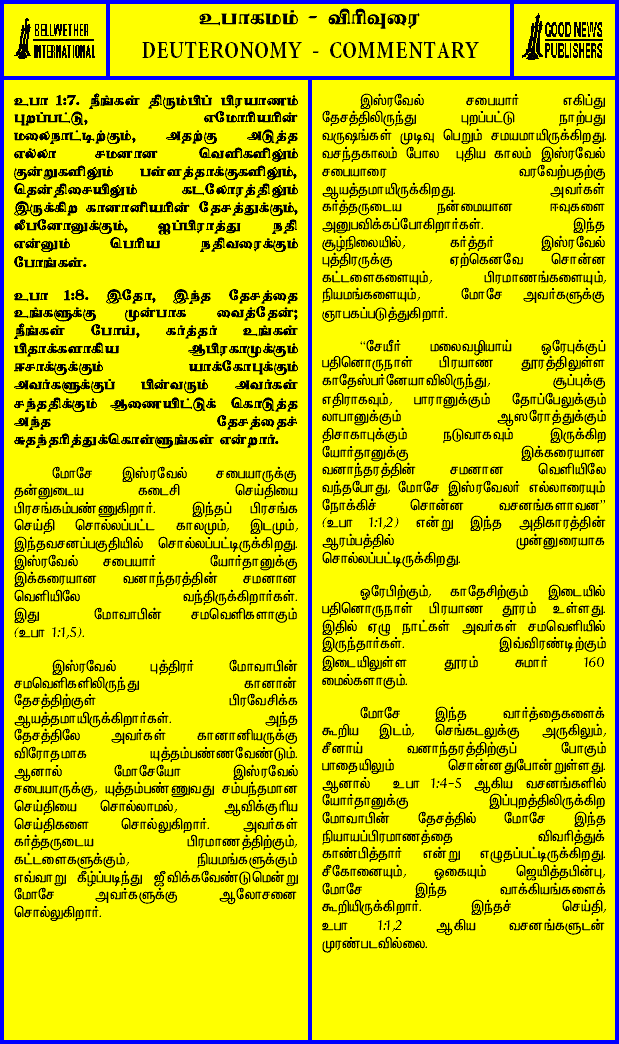 BELLWETHER
INTERNATIONAL
உபாகமம் - விரிவுரை
DEUTERONOMY - COMMENTARY
GOOD NEWS
PUBLISHERS
உபா 1:7. நீங்கள் திரும்பிப் பிரயாணம்
புறப்பட்டு, எமோரியரின்
மலைநாட்டிற்கும், அதற்கு அடுத்த
எல்லா சமனான வெளிகளிலும்
குன்றுகளிலும் பள்ளத்தாக்குகளிலும்,
தென்திசையிலும் கடலோரத்திலும்
இருக்கிற கானானியரின் தேசத்துக்கும்,
லீபனோனுக்கும், ஐப்பிராத்து நதி
என்னும் பெரிய நதிவரைக்கும்
போங்கள்.
உபா 1:8. இதோ, இந்த தேசத்தை
உங்களுக்கு முன்பாக வைத்தேன்;
நீங்கள் போய், கர்த்தர் உங்கள்
பிதாக்களாகிய ஆபிரகாமுக்கும்
ஈசாக்குக்கும் யாக்கோபுக்கும்
அவர்களுக்குப் பின்வரும் அவர்கள்
சந்ததிக்கும் ஆணையிட்டுக் கொடுத்த
அந்த தேசத்தைச்
சுதந்தரித்துக்கொள்ளுங்கள் என்றார்.
மோசே இஸ்ரவேல் சபையாருக்கு
தன்னுடைய கடைசி செய்தியை
பிரசங்கம்பண்ணுகிறார். இந்தப் பிரசங்க
செய்தி சொல்லப்பட்ட காலமும், இடமும்,
இந்தவசனப்பகுதியில் சொல்லப்பட்டிருக்கிறது.
இஸ்ரவேல் சபையார் யோர்தானுக்கு
இக்கரையான வனாந்தரத்தின் சமனான
வெளியிலே வந்திருக்கிறார்கள்.
இது மோவாபின் சமவெளிகளாகும்
(உபா 1:1,5).
இஸ்ரவேல் புத்திரர் மோவாபின்
சமவெளிகளிலிருந்து கானான்
தேசத்திற்குள் பிரவேசிக்க
ஆயத்தமாயிருக்கிறார்கள். அந்த
தேசத்திலே அவர்கள் கானானியருக்கு
விரோதமாக யுத்தம்பண்ணவேண்டும்.
ஆனால் மோசேயோ இஸ்ரவேல்
சபையாருக்கு, யுத்தம்பண்ணுவது சம்பந்தமான
செய்தியை சொல்லாமல், ஆவிக்குரிய
செய்திகளை சொல்லுகிறார். அவர்கள்
கர்த்தருடைய பிரமாணத்திற்கும்,
கட்டளைகளுக்கும், நியமங்களுக்கும்
எவ்வாறு கீழ்ப்படிந்து ஜீவிக்கவேண்டுமென்று
மோசே அவர்களுக்கு ஆலோசனை
சொல்லுகிறார்.
இஸ்ரவேல் சபையார் எகிப்து
தேசத்திலிருந்து புறப்பட்டு நாற்பது
வருஷங்கள் முடிவு பெறும் சமயமாயிருக்கிறது.
வசந்தகாலம் போல புதிய காலம் இஸ்ரவேல்
சபையாரை வரவேற்பதற்கு
ஆயத்தமாயிருக்கிறது. அவர்கள்
கர்த்தருடைய நன்மையான ஈவுகளை
அனுபவிக்கப்போகிறார்கள். இந்த
சூழ்நிலையில், கர்த்தர் இஸ்ரவேல்
புத்திரருக்கு ஏற்கெனவே சொன்ன
கட்டளைகளையும், பிரமாணங்களையும்,
நியமங்களையும், மோசே அவர்களுக்கு
ஞாபகப்படுத்துகிறார்.
“சேயீர் மலைவழியாய் ஓரேபுக்குப்
பதினொருநாள் பிரயாண தூரத்திலுள்ள
காதேஸ்பர்னேயாவிலிருந்து, சூப்புக்கு
எதிராகவும், பாரானுக்கும் தோப்பேலுக்கும்
லாபானுக்கும் ஆஸரோத்துக்கும்
திசாகாபுக்கும் நடுவாகவும் இருக்கிற
யோர்தானுக்கு இக்கரையான
வனாந்தரத்தின் சமனான வெளியிலே
வந்தபோது, மோசே இஸ்ரவேலர் எல்லாரையும்
நோக்கிச் சொன்ன வசனங்களாவன”
(உபா 1:1,2) என்று இந்த அதிகாரத்தின்
ஆரம்பத்தில் முன்னுரையாக
சொல்லப்பட்டிருக்கிறது.
ஓரேபிற்கும், காதேசிற்கும் இடையில்
பதினொருநாள் பிரயாண தூரம் உள்ளது.
இதில் ஏழு நாட்கள் அவர்கள் சமவெளியில்
இருந்தார்கள். இவ்விரண்டிற்கும்
இடையிலுள்ள தூரம் சுமார் 160
மைல்களாகும்.
மோசே இந்த வார்த்தைகளைக்
கூறிய இடம், செங்கடலுக்கு அருகிலும்,
சீனாய் வனாந்தரத்திற்குப் போகும்
பாதையிலும் சொன்னதுபோன்றுள்ளது.
ஆனால் உபா 1:4-5 ஆகிய வசனங்களில்
யோர்தானுக்கு இப்புறத்திலிருக்கிற
மோவாபின் தேசத்தில் மோசே இந்த
நியாயப்பிரமாணத்தை விவரித்துக்
காண்பித்தார் என்று எழுதப்பட்டிருக்கிறது.
சீகோனையும், ஓகையும் ஜெயித்தபின்பு,
மோசே இந்த வாக்கியங்களைக்
கூறியிருக்கிறார். இந்தச் செய்தி,
உபா 1:1,2 ஆகிய வசனங்களுடன்
முரண்படவில்லை.